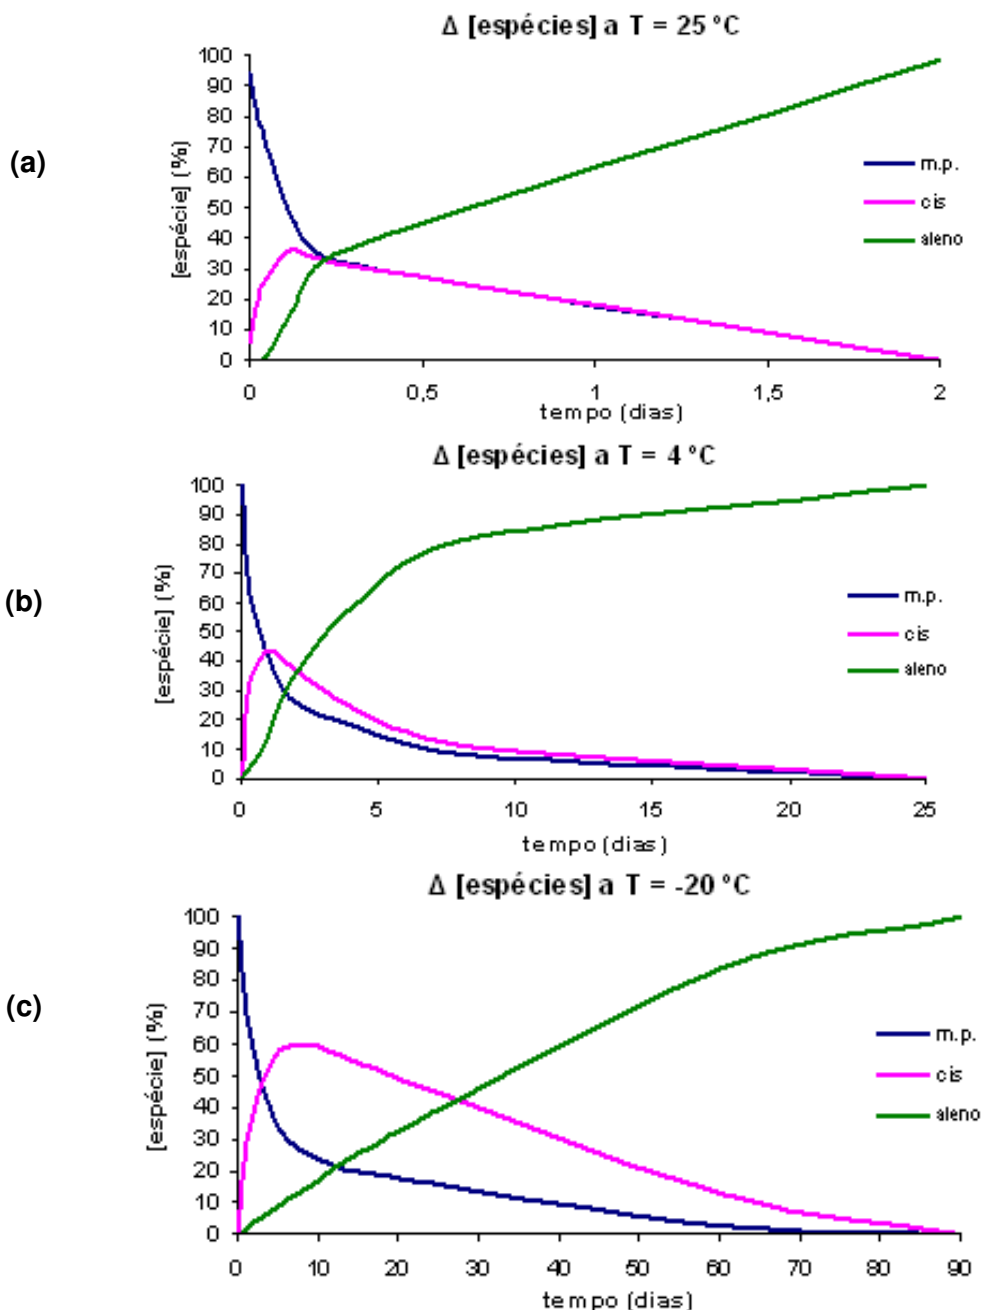 Δ [espécies] a T = 25 ºC
(a)
[espécie] (%)
100
90
80
70
60
50
40
30
20
10
0
m.p.
cis
aleno
0
0,5
1
1,5
2
tempo (dias)
Δ [espécies] a T = 4 ºC
(b)
[espécie] (%)
100
90
80
70
60
50
40
30
20
10
0
m.p.
cis
aleno
0
5
10
15
20
25
tempo (dias)
Δ [espécies] a T = -20 ºC
(c)
[espécie] (%)
100
90
80
70
60
50
40
30
20
10
0
m.p.
cis
aleno
0
10
20
30
40
50
60
70
80
90
tempo (dias)